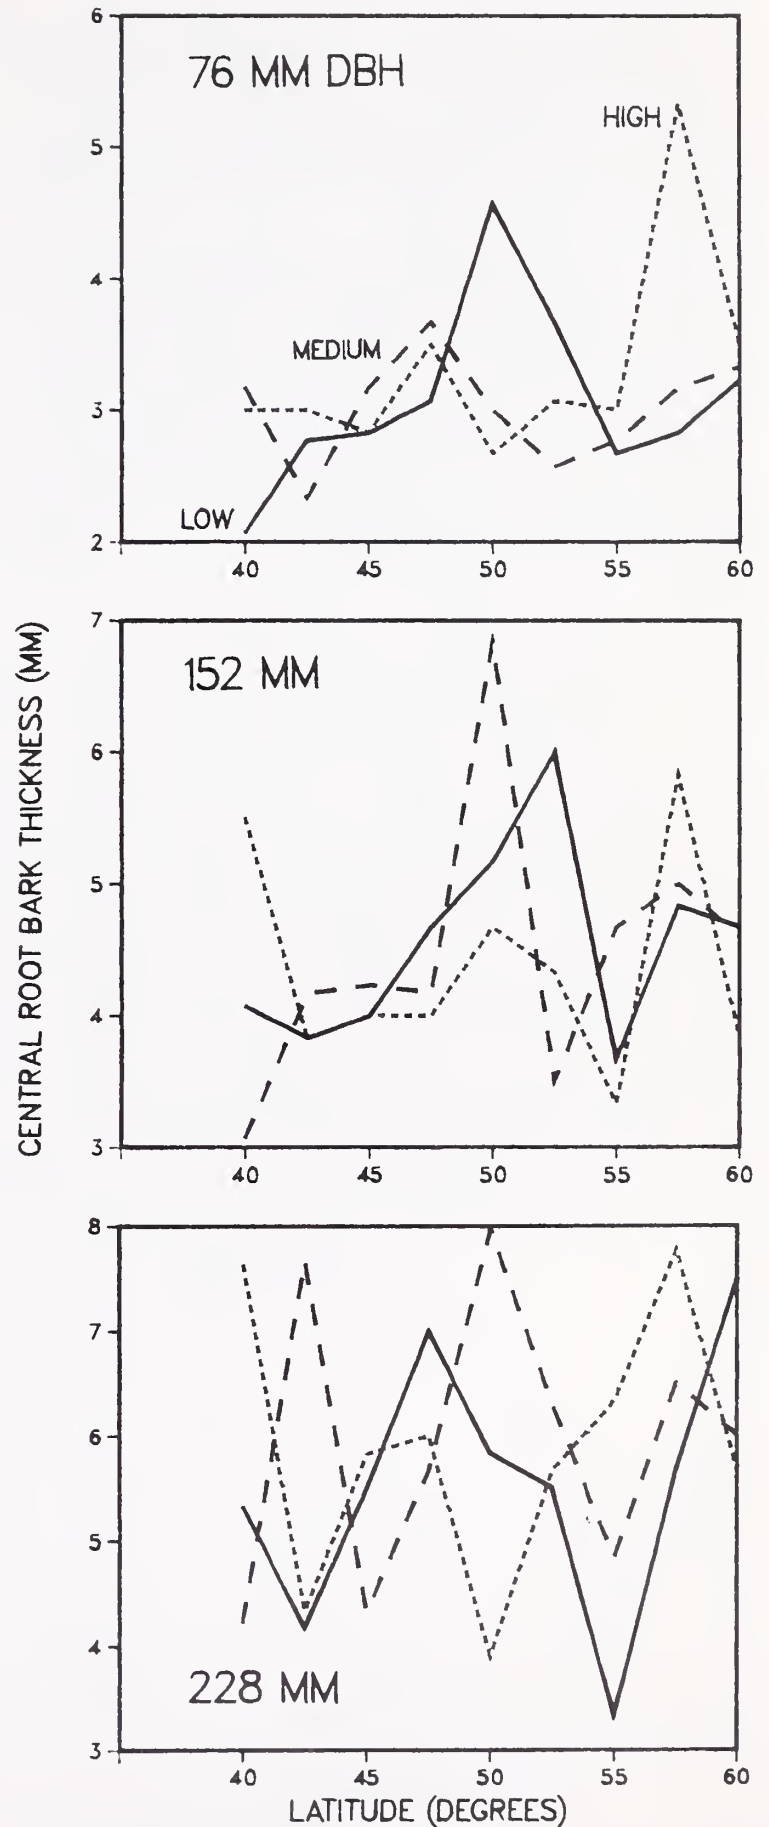 6
76 MM DBH
HIGH
5
4
MEDIUM
3
LOW
2
40 45 50 55 60
CENTRAL ROOT BARK THICKNESS (MM)
7
152 MM
6
5
4
3
40 45 50 55 60
8
7
6
5
4
228 MM
3
40 45 50 55 60
LATITUDE (DEGREES)